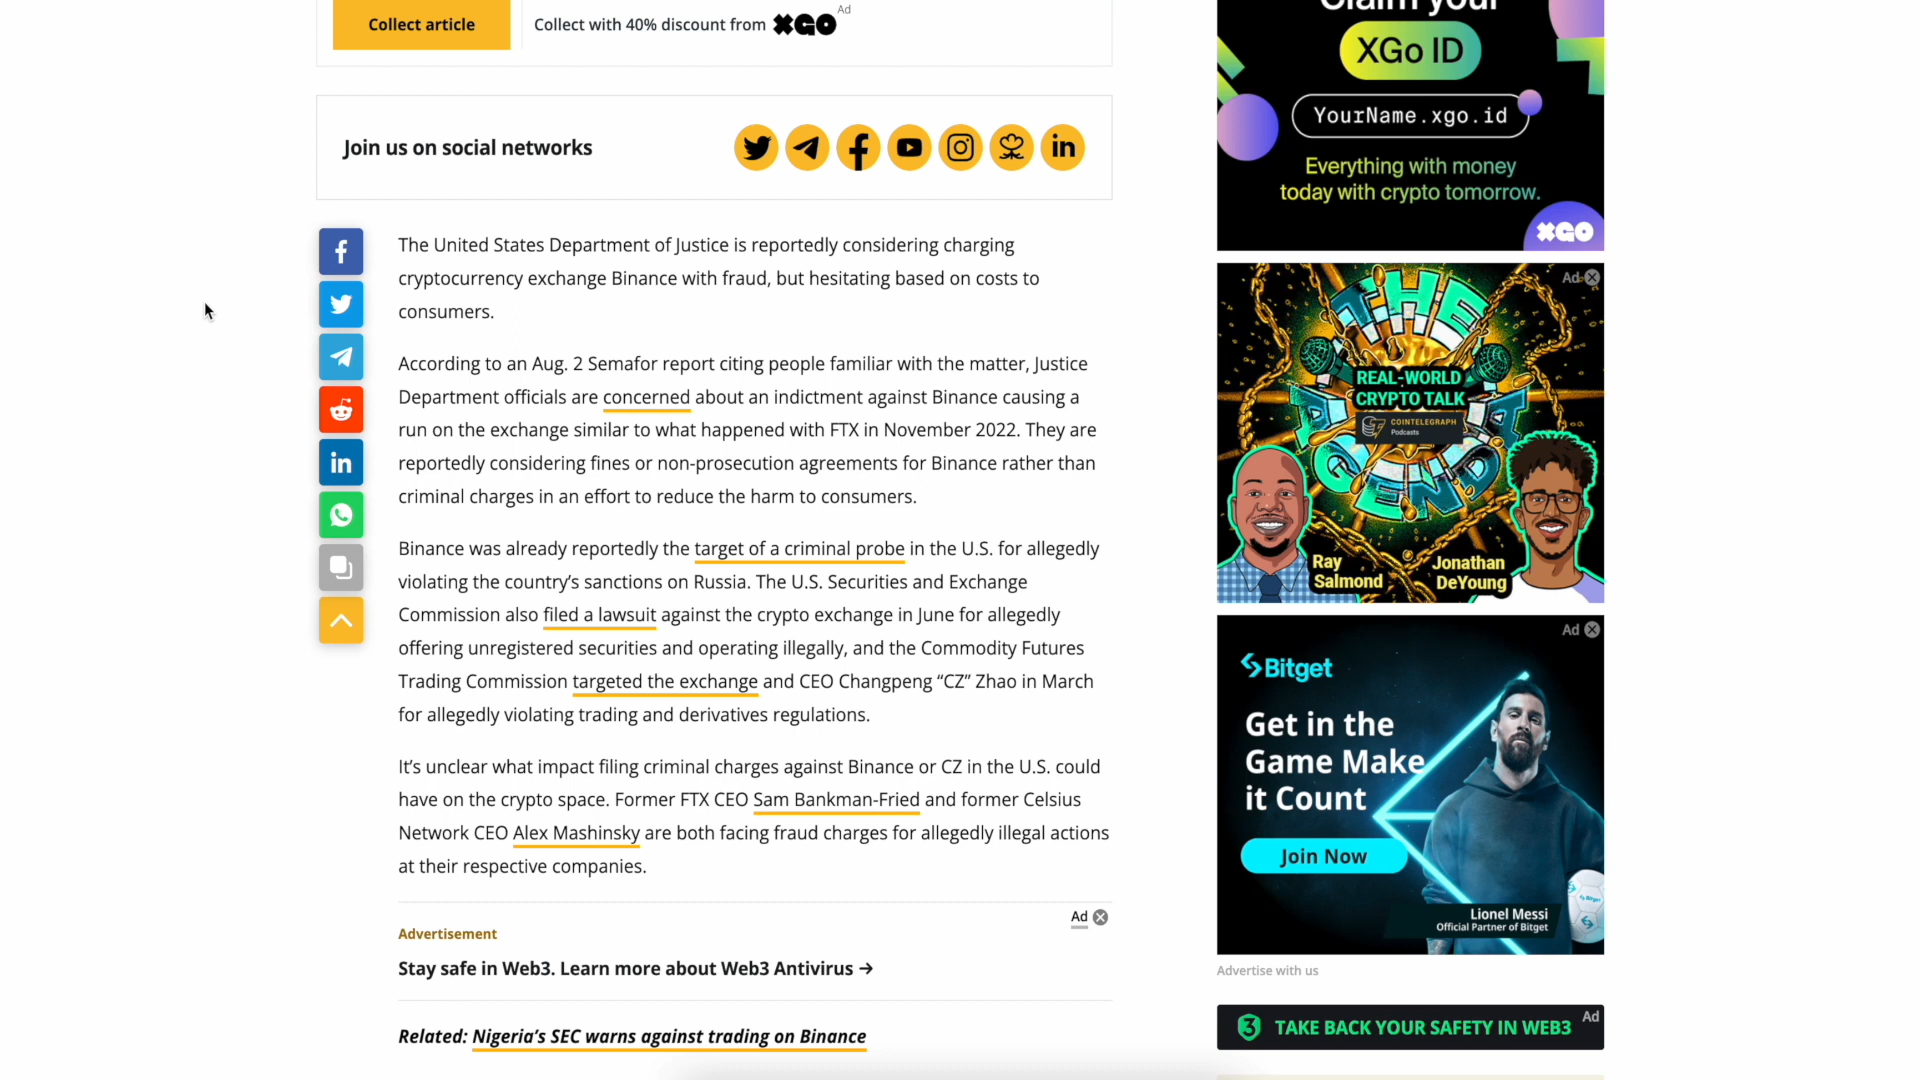 Collect article
Collect with 40% discount from XGO
Ad
Join us on social networks
The United States Department of Justice is reportedly considering charging
cryptocurrency exchange Binance with fraud, but hesitating based on costs to
consumers.
According to an Aug. 2 Semafor report citing people familiar with the matter, Justice
Department officials are concerned about an indictment against Binance causing a
run on the exchange similar to what happened with FTX in November 2022. They are
reportedly considering fines or non-prosecution agreements for Binance rather than
criminal charges in an effort to reduce the harm to consumers.
Binance was already reportedly the target of a criminal probe in the U.S. for allegedly
violating the country’s sanctions on Russia. The U.S. Securities and Exchange
Commission also filed a lawsuit against the crypto exchange in June for allegedly
offering unregistered securities and operating illegally, and the Commodity Futures
Trading Commission targeted the exchange and CEO Changpeng “CZ” Zhao in March
for allegedly violating trading and derivatives regulations.
It’s unclear what impact filing criminal charges against Binance or CZ in the U.S. could
have on the crypto space. Former FTX CEO Sam Bankman-Fried and former Celsius
Network CEO Alex Mashinsky are both facing fraud charges for allegedly illegal actions
at their respective companies.
Ad
Advertisement
Stay safe in Web3. Learn more about Web3 Antivirus →
Related: Nigeria’s SEC warns against trading on Binance
Claim your
XGo ID
YourName.xgo.id
Everything with money
today with crypto tomorrow.
XGO
Ad
THE
AGENDA
REAL-WORLD
CRYPTO TALK
COINTELEGRAPH
Podcasts
Ray
Salmond
Jonathan
DeYoung
Ad
Bitget
Get in the
Game Make
it Count
Join Now
Bitget
Lionel Messi
Official Partner of Bitget
Advertise with us
TAKE BACK YOUR SAFETY IN WEB3
Ad